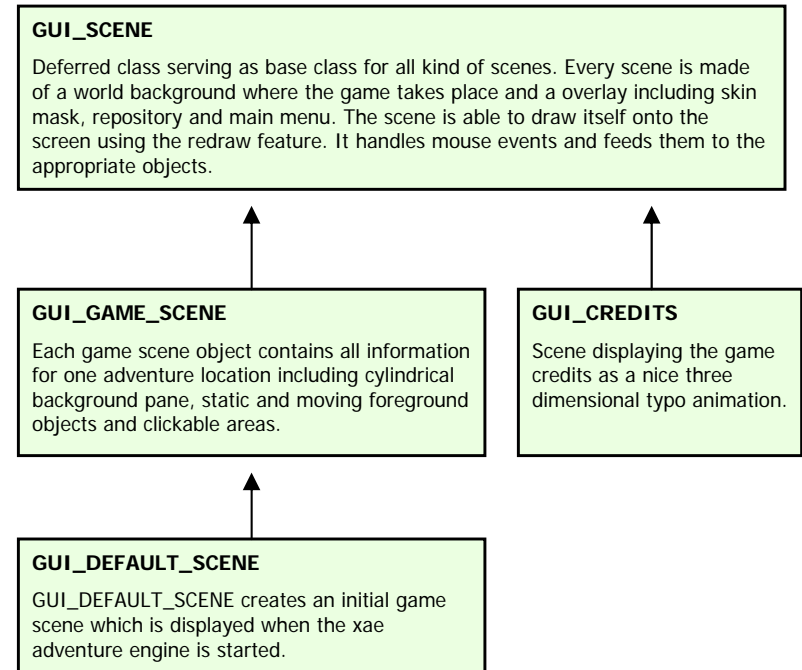 GUI_SCENE
Deferred class serving as base class for all kind of scenes. Every scene is made
of a world background where the game takes place and a overlay including skin
mask, repository and main menu. The scene is able to draw itself onto the
screen using the redraw feature. It handles mouse events and feeds them to the
appropriate objects.
GUI_GAME_SCENE
Each game scene object contains all information
for one adventure location including cylindrical
background pane, static and moving foreground
objects and clickable areas.
GUI_CREDITS
Scene displaying the game
credits as a nice three
dimensional typo animation.
GUI_DEFAULT_SCENE
GUI_DEFAULT_SCENE creates an initial game
scene which is displayed when the xae
adventure engine is started.